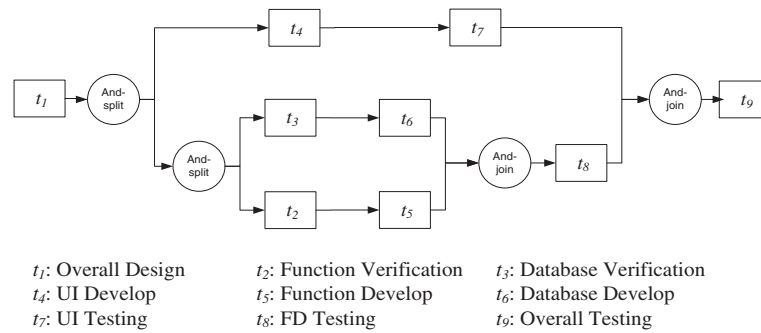 t4
t7
t1
And-
split
And-
join
t9
t3
t6
And-
split
And-
join
t8
t2
t5
t1: Overall Design
t2: Function Verification
t3: Database Verification
t4: UI Develop
t5: Function Develop
t6: Database Develop
t7: UI Testing
t8: FD Testing
t9: Overall Testing